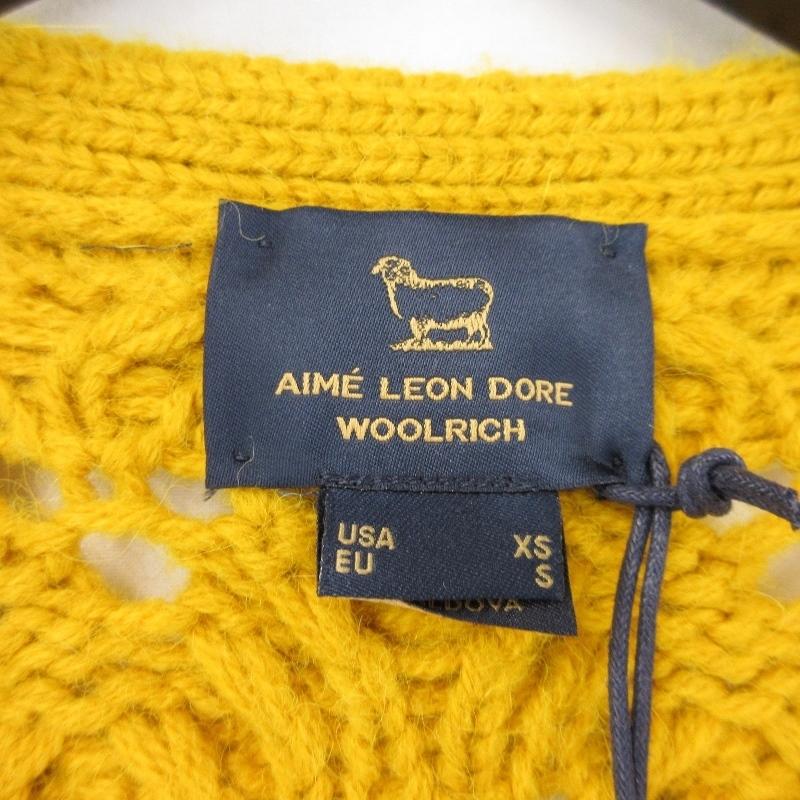 AIMÉ LEON DORE
WOOLRICH
USA XS
EU S